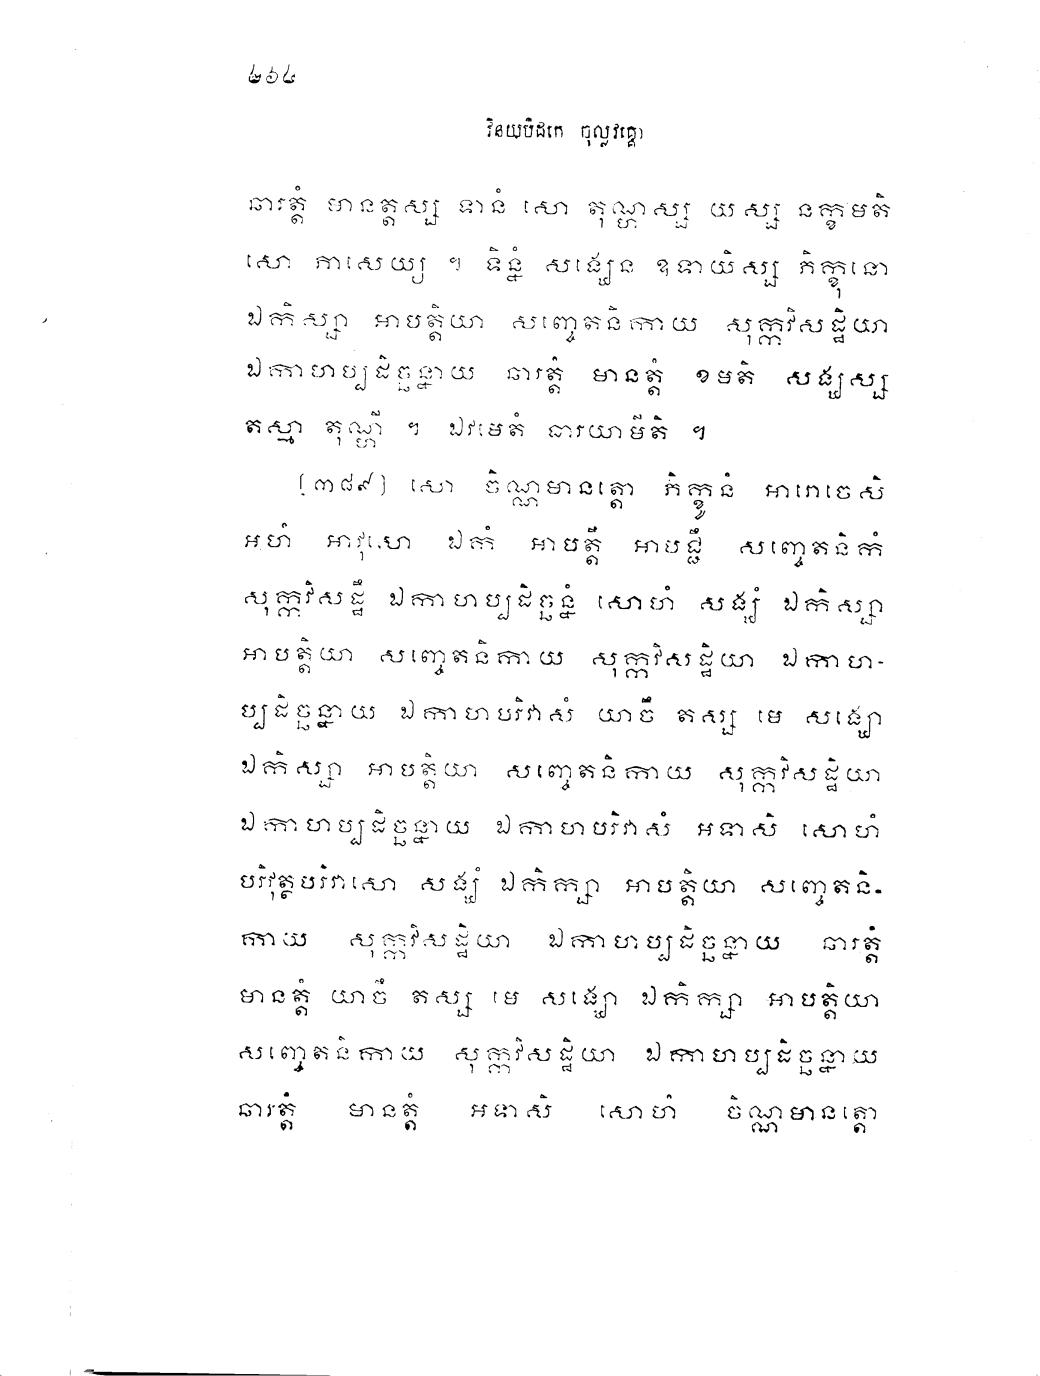 ២៦៤
វិនយបិដកេ ចុល្លវគ្គោ
ឆារត្តំ មានត្តស្ស ទានំ សោ តុណ្ហស្ស យស្ស នក្ខមតិ
សោ ភាសេយ្យ ។ ទិន្នំ សង្ឃេន ឧទាយិស្ស ភិក្ខុនោ
ឯកិស្សា អាបត្តិយា សញ្ចេតនិកាយ សុក្កវិសដ្ឋិយា
ឯកាហប្បដិច្ឆន្នាយ ឆារត្តំ មានត្តំ ខមតិ សង្ឃស្ស
តស្មា តុណ្ហី ។ ឯវមេតំ ធារយាមីតិ ។
[៣៨៩] សោ ចិណ្ណមានត្តោ ភិក្ខូនំ អារោចេសិ
អហំ អាវុសោ ឯកំ អាបត្តឹ អាបជ្ជឹ សញ្ចេតនិកំ
សុក្កវិសដ្ឋឹ ឯកាហប្បដិច្ឆន្នំ សោហំ សង្ឃំ ឯកិស្សា
អាបត្តិយា សញ្ចេតនិកាយ សុក្កវិសដ្ឋិយា ឯកាហ-
ប្បដិច្ឆន្នាយ ឯកាហបរិវាសំ យាចឹ តស្ស មេ សង្ឃោ
ឯកិស្សា អាបត្តិយា សញ្ចេតនិកាយ សុក្កវិសដ្ឋិយា
ឯកាហប្បដិច្ឆន្នាយ ឯកាហបរិវាសំ អទាសិ សោហំ
បរិវុត្ថបរិវាសោ សង្ឃំ ឯកិក្សា អាបត្តិយា សញ្ចេតនិ-
កាយ សុក្កវិសដ្ឋិយា ឯកាហប្បដិច្ឆន្នាយ ឆារត្តំ
មានត្តំ យាចឹ តស្ស មេ សង្ឃោ ឯកិក្សា អាបត្តិយា
សញ្ចេតនិកាយ សុក្កវិសដ្ឋិយា ឯកាហប្បដិច្ឆន្នាយ
ឆារត្តំ មានត្តំ អទាសិ សោហំ ចិណ្ណមានត្តោ